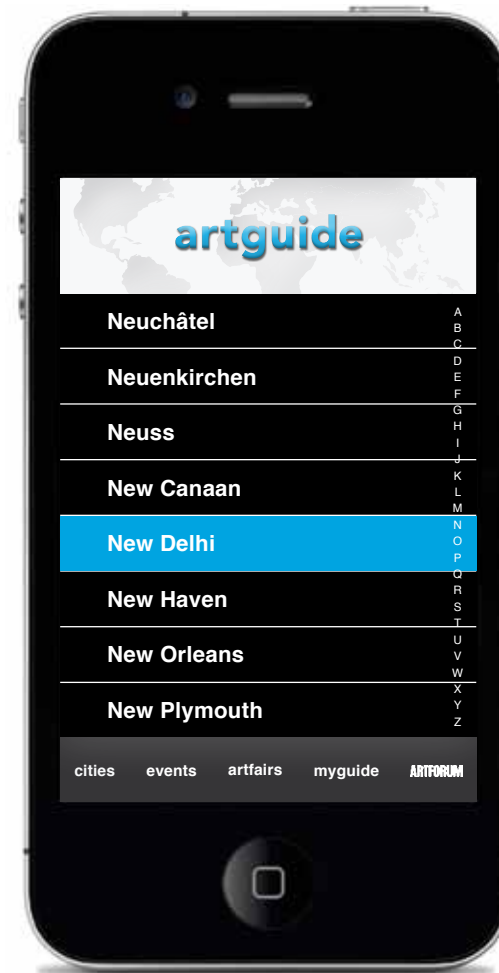 artguide
Neuchâtel
Neuenkirchen
Neuss
New Canaan
New Delhi
New Haven
New Orleans
New Plymouth
A
B
C
D
E
F
G
H
I
J
K
L
M
N
O
P
Q
R
S
T
U
V
W
X
Y
Z
cities events artfairs myguide ARTFORUM